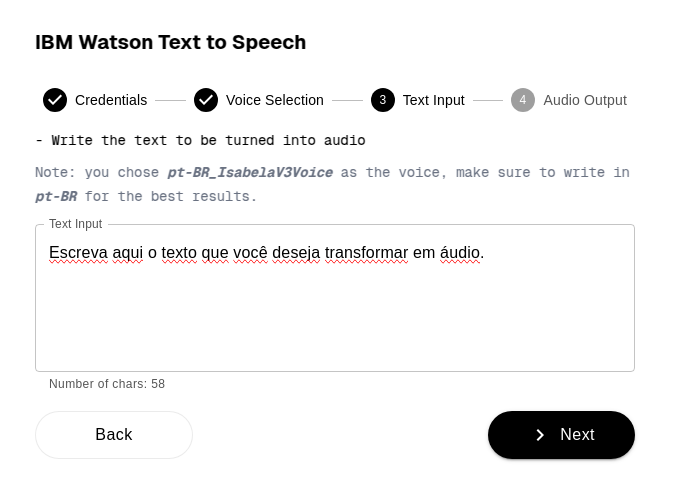 IBM Watson Text to Speech
Credentials Voice Selection 3 Text Input 4 Audio Output
- Write the text to be turned into audio
Note: you chose pt-BR_IsabelaV3Voice as the voice, make sure to write in
pt-BR for the best results.
Text Input
Escreva aqui o texto que você deseja transformar em áudio.
Number of chars: 58
Back Next